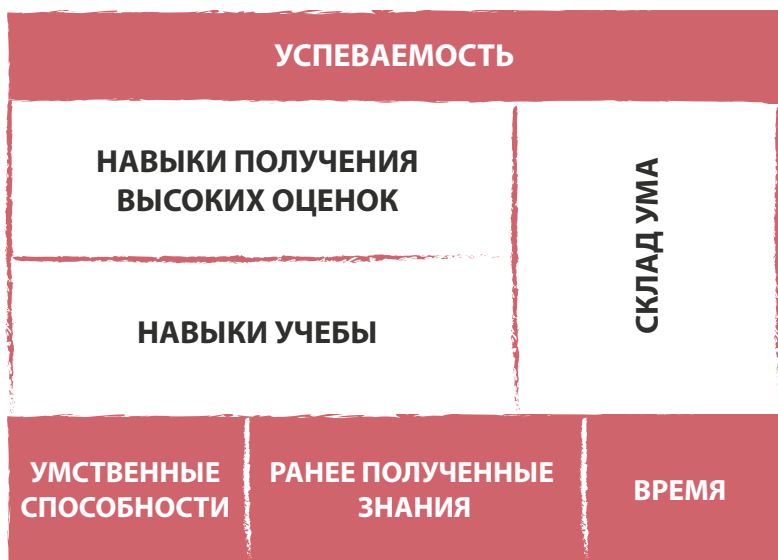 УСПЕВАЕМОСТЬ
НАВЫКИ ПОЛУЧЕНИЯ
ВЫСОКИХ ОЦЕНОК
СКЛАД УМА
НАВЫКИ УЧЕБЫ
УМСТВЕННЫЕ
СПОСОБНОСТИ
РАНЕЕ ПОЛУЧЕННЫЕ
ЗНАНИЯ
ВРЕМЯ